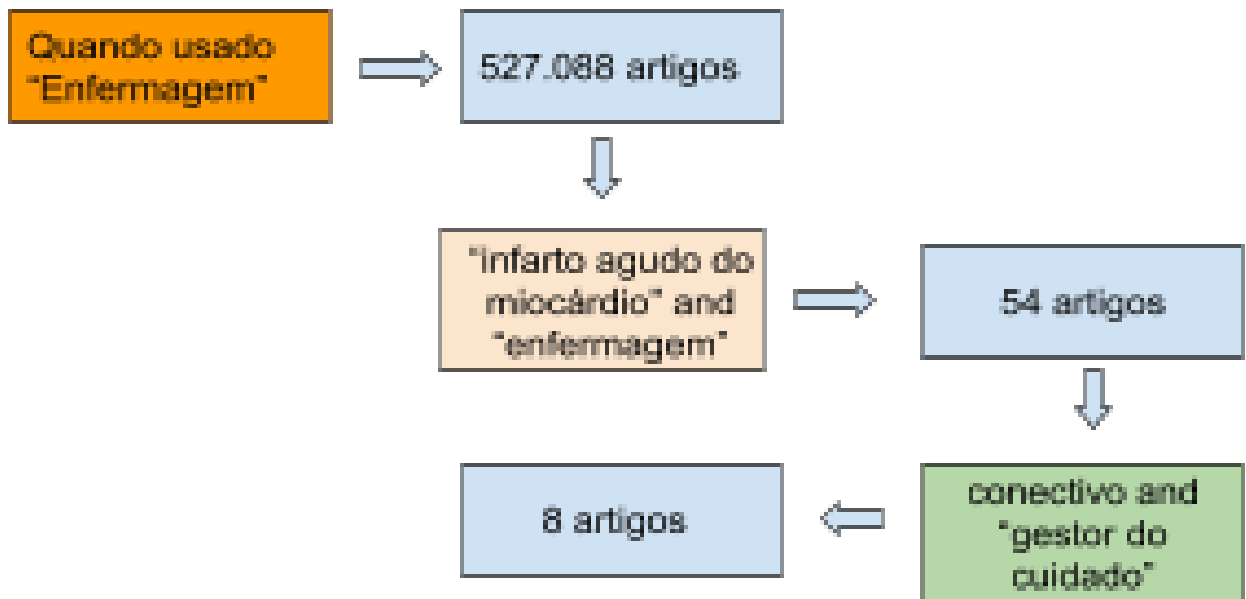 Quando usado
"Enfermagem"
527.088 artigos
"infarto agudo do
miocárdio" and
"enfermagem"
54 artigos
conectivo and
"gestor do
cuidado"
8 artigos